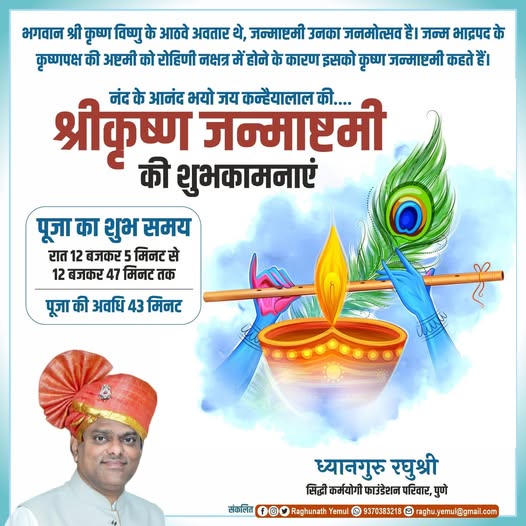 भगवान श्री कृष्ण विष्णु के आठवे अवतार थे, जन्माष्टमी उनका जनमोत्सव है। जन्म भाद्रपद के
कृष्णपक्ष की अष्टमी को रोहिणी नक्षत्र में होने के कारण इसको कृष्ण जन्माष्टमी कहते हैं।
नंद के आनंद भयो जय कन्हैयालाल की....
श्रीकृष्ण जन्माष्टमी
की शुभकामनाएं
पूजा का शुभ समय
रात 12 बजकर 5 मिनट से
12 बजकर 47 मिनट तक
पूजा की अवधि 43 मिनट
ध्यानगुरु रघुश्री
सिद्धी कर्मयोगी फाउंडेशन परिवार, पुणे
संकलित Raghunath Yemul 9370383218 raghu.yemul@gmail.com